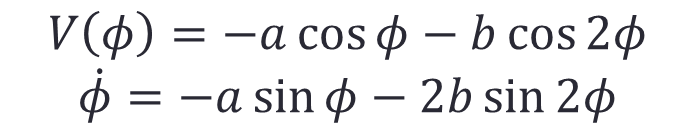 V(ϕ) = −a cos ϕ − b cos 2ϕ
ϕ̇ = −a sin ϕ − 2b sin 2ϕ